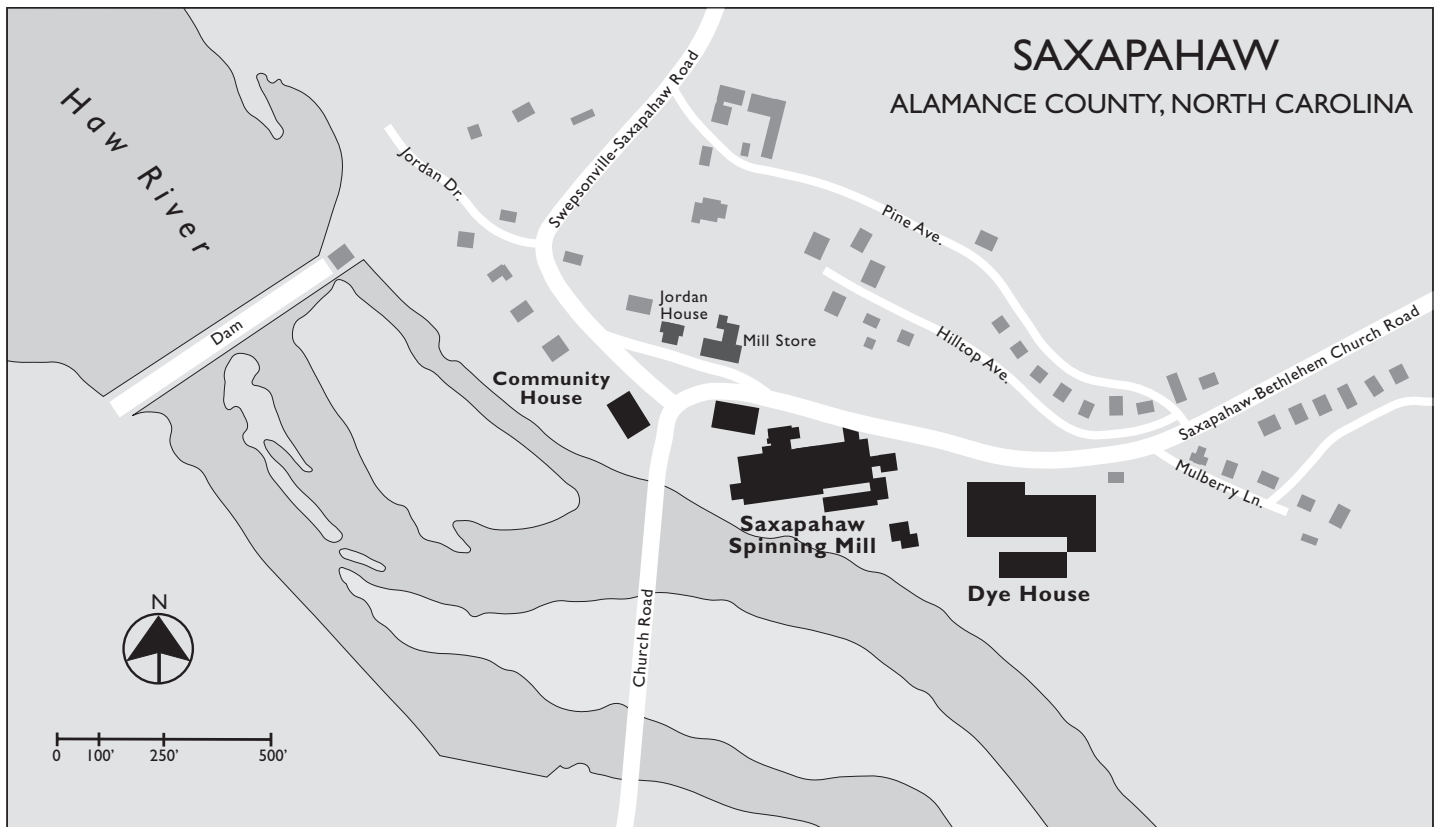 SAXAPAHAW
ALAMANCE COUNTY, NORTH CAROLINA
Haw River
Jordan Dr.
Swepsonville-Saxapahaw Road
Pine Ave.
Dam
Jordan
House
Mill Store
Hilltop Ave.
Saxapahaw-Bethlehem Church Road
Community
House
Mulberry Ln.
Saxapahaw
Spinning Mill
Dye House
Church Road
N
0 100' 250' 500'